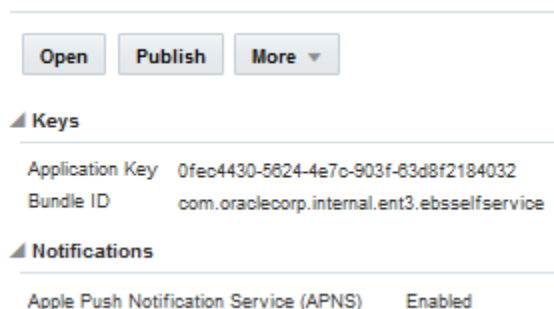 Open Publish More
Keys
Application Key 0fec4430-5624-4e7c-903f-63d8f2184032
Bundle ID com.oraclecorp.internal.ent3.ebsselfservice
Notifications
Apple Push Notification Service (APNS) Enabled